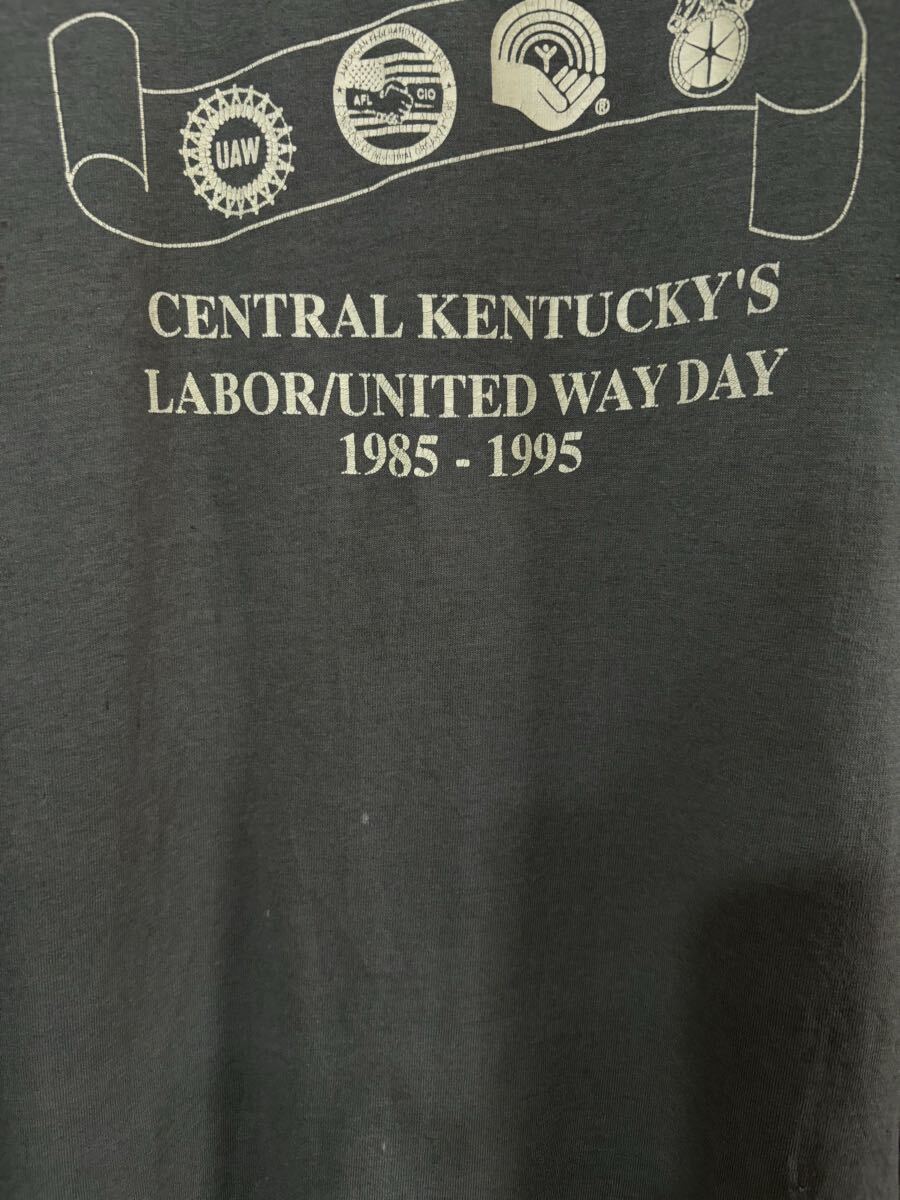 UAW
AFL CIO
®
CENTRAL KENTUCKY'S
LABOR/UNITED WAY DAY
1985 - 1995